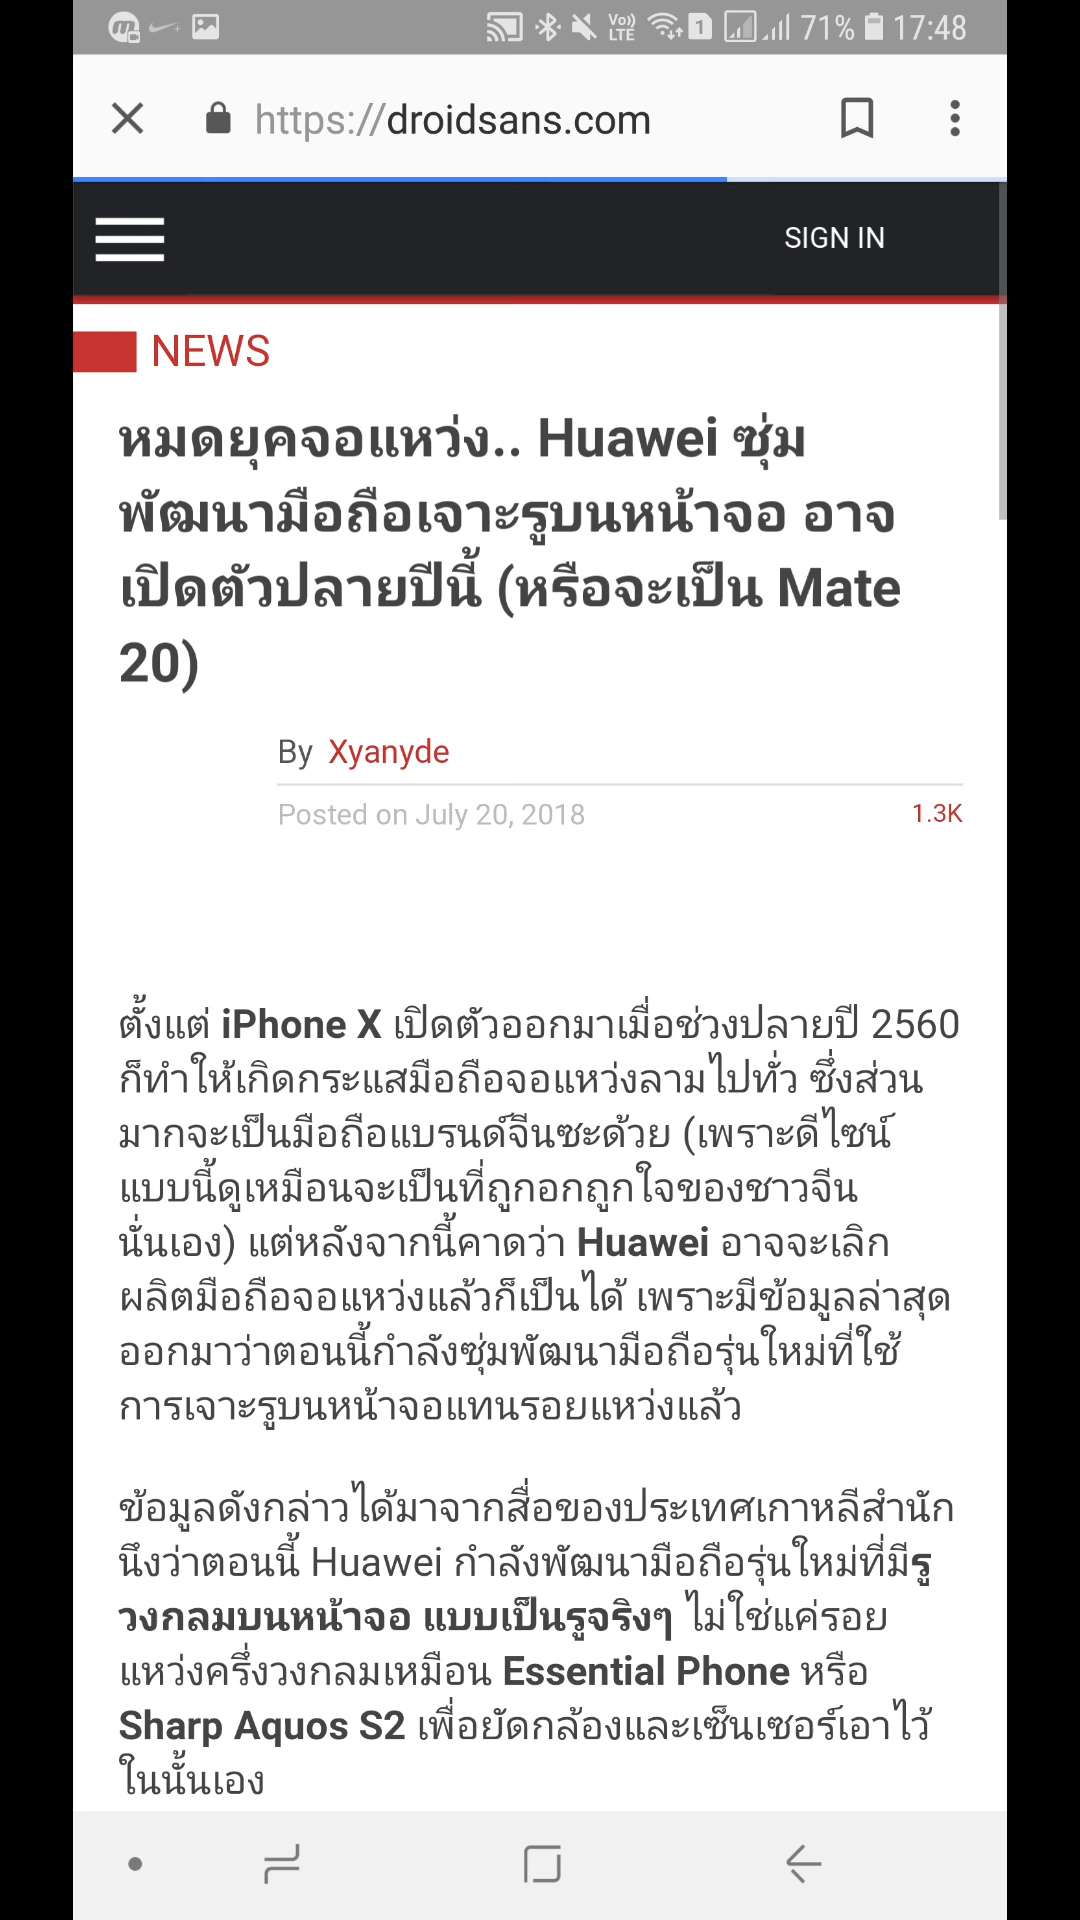 Vo)) LTE 1 71% 17:48
https://droidsans.com
SIGN IN
NEWS
หมดยุคจอแหว่ง.. Huawei ซุ่ม
พัฒนามือถือเจาะรูบนหน้าจอ อาจ
เปิดตัวปลายปีนี้ (หรือจะเป็น Mate
20)
By Xyanyde
Posted on July 20, 2018 1.3K
ตั้งแต่ iPhone X เปิดตัวออกมาเมื่อช่วงปลายปี 2560
ก็ทำให้เกิดกระแสมือถือจอแหว่งลามไปทั่ว ซึ่งส่วน
มากจะเป็นมือถือแบรนด์จีนซะด้วย (เพราะดีไซน์
แบบนี้ดูเหมือนจะเป็นที่ถูกอกถูกใจของชาวจีน
นั่นเอง) แต่หลังจากนี้คาดว่า Huawei อาจจะเลิก
ผลิตมือถือจอแหว่งแล้วก็เป็นได้ เพราะมีข้อมูลล่าสุด
ออกมาว่าตอนนี้กำลังซุ่มพัฒนามือถือรุ่นใหม่ที่ใช้
การเจาะรูบนหน้าจอแทนรอยแหว่งแล้ว
ข้อมูลดังกล่าวได้มาจากสื่อของประเทศเกาหลีสำนัก
นึงว่าตอนนี้ Huawei กำลังพัฒนามือถือรุ่นใหม่ที่มีรู
วงกลมบนหน้าจอ แบบเป็นรูจริงๆ ไม่ใช่แค่รอย
แหว่งครึ่งวงกลมเหมือน Essential Phone หรือ
Sharp Aquos S2 เพื่อยัดกล้องและเซ็นเซอร์เอาไว้
ในนั้นเอง